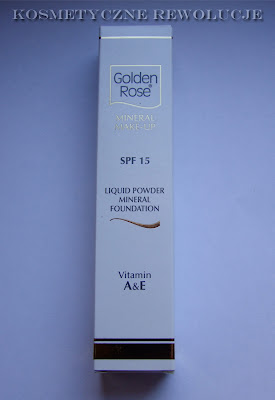 KOSMETYCZNE REWOLUCJE
Golden
Rose®
MINERAL
MAKE-UP
SPF 15
LIQUID POWDER
MINERAL
FOUNDATION
Vitamin
A&E